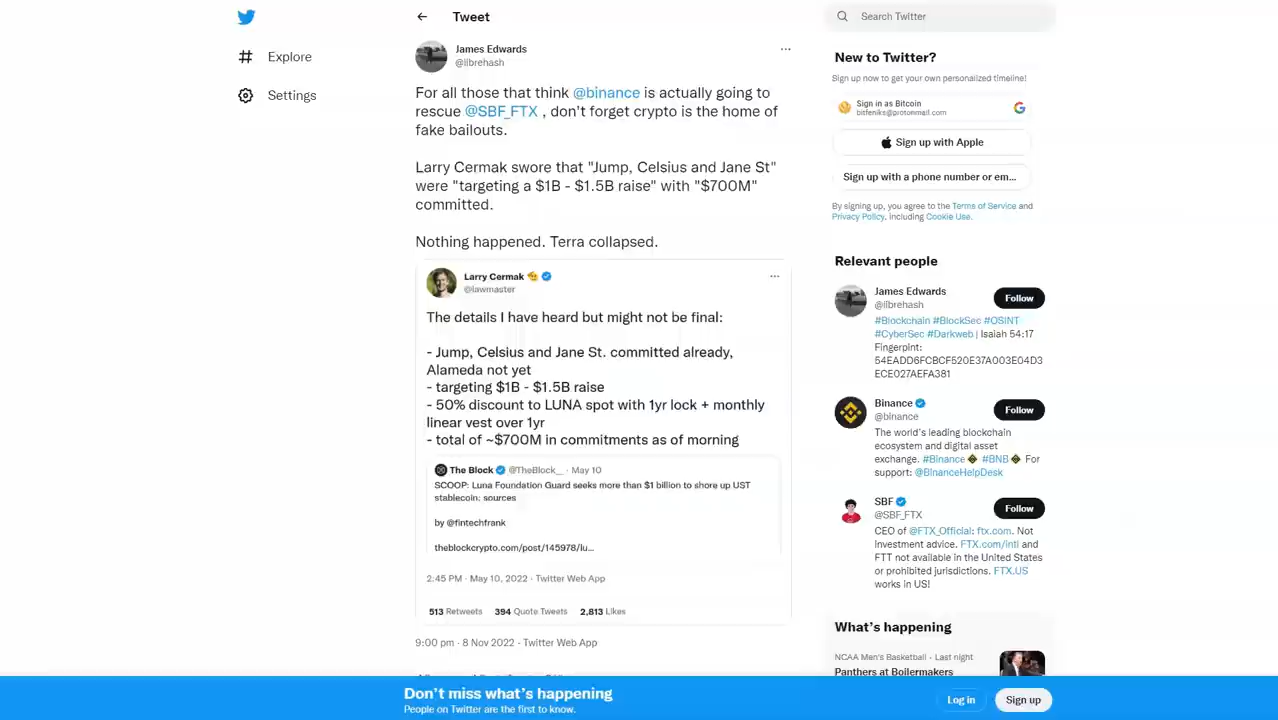 Explore
Settings
Tweet
James Edwards
@librehash
For all those that think @binance is actually going to
rescue @SBF_FTX , don't forget crypto is the home of
fake bailouts.
Larry Cermak swore that "Jump, Celsius and Jane St"
were "targeting a $1B - $1.5B raise" with "$700M"
committed.
Nothing happened. Terra collapsed.
Larry Cermak
@lawmaster
The details I have heard but might not be final:
- Jump, Celsius and Jane St. committed already,
Alameda not yet
- targeting $1B - $1.5B raise
- 50% discount to LUNA spot with 1yr lock + monthly
linear vest over 1yr
- total of ~$700M in commitments as of morning
The Block @TheBlock__ · May 10
SCOOP: Luna Foundation Guard seeks more than $1 billion to shore up UST
stablecoin: sources
by @fintechfrank
theblockcrypto.com/post/145978/lu...
2:45 PM · May 10, 2022 · Twitter Web App
513 Retweets 394 Quote Tweets 2,813 Likes
9:00 pm · 8 Nov 2022 · Twitter Web App
Search Twitter
New to Twitter?
Sign up now to get your own personalized timeline!
Sign in as Bitcoin
bitfeniks@protonmail.com
Sign up with Apple
Sign up with a phone number or em...
By signing up, you agree to the Terms of Service and
Privacy Policy, including Cookie Use.
Relevant people
James Edwards
@librehash
Follow
#Blockchain #BlockSec #OSINT
#CyberSec #Darkweb | Isaiah 54:17
Fingerpint:
54EADD6FCBCF520E37A003E04D3
ECE027AEFA381
Binance
@binance
Follow
The world's leading blockchain
ecosystem and digital asset
exchange. #Binance #BNB For
support: @BinanceHelpDesk
SBF
@SBF_FTX
Follow
CEO of @FTX_Official: ftx.com. Not
investment advice. FTX.com/intl and
FTT not available in the United States
or prohibited jurisdictions. FTX.US
works in US!
What's happening
NCAA Men's Basketball · Last night
Panthers at Boilermakers
Don't miss what's happening
People on Twitter are the first to know.
Log in
Sign up